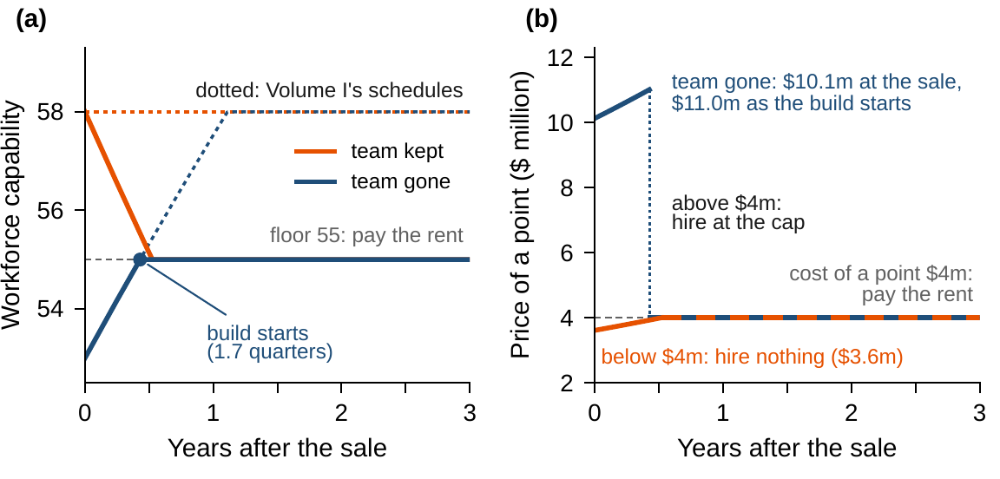 (a)
Workforce capability
58
56
54
dotted: Volume I's schedules
team kept
team gone
floor 55: pay the rent
build starts
(1.7 quarters)
0
1
2
3
Years after the sale
(b)
Price of a point ($ million)
12
10
8
6
4
2
team gone: $10.1m at the sale,
$11.0m as the build starts
above $4m:
hire at the cap
cost of a point $4m:
pay the rent
below $4m: hire nothing ($3.6m)
0
1
2
3
Years after the sale